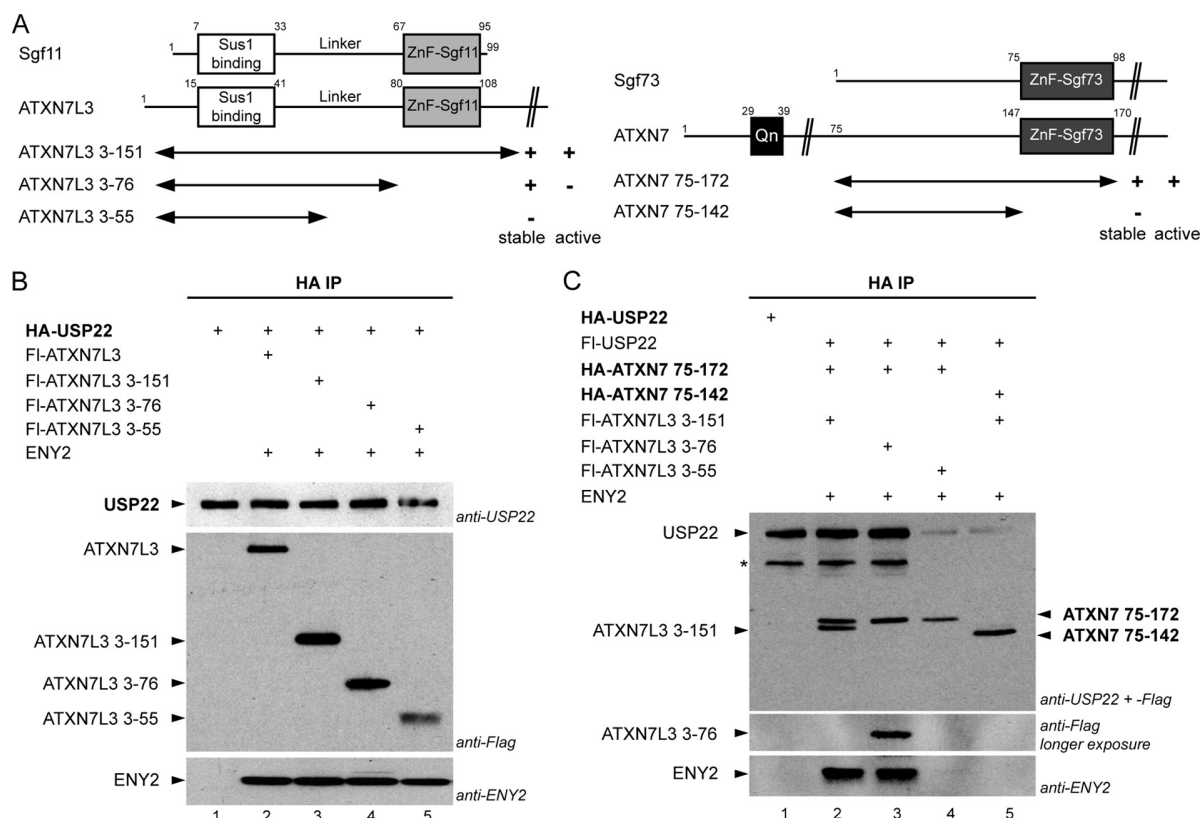 A
Sgf11
1
7
33
67
95
99
Sus1
binding
Linker
ZnF-Sgf11
ATXN7L3
1
15
41
80
108
Sus1
binding
Linker
ZnF-Sgf11
ATXN7L3 3-151 + +
ATXN7L3 3-76 + -
ATXN7L3 3-55 -
stable active
Sgf73
1
75
98
ZnF-Sgf73
ATXN7
1
29
39
Qn
75
147
170
ZnF-Sgf73
ATXN7 75-172 + +
ATXN7 75-142 -
stable active
B
HA IP
HA-USP22 + + + + +
Fl-ATXN7L3 +
Fl-ATXN7L3 3-151 +
Fl-ATXN7L3 3-76 +
Fl-ATXN7L3 3-55 +
ENY2 + + + +
USP22
anti-USP22
ATXN7L3
ATXN7L3 3-151
ATXN7L3 3-76
ATXN7L3 3-55
anti-Flag
ENY2
anti-ENY2
1 2 3 4 5
C
HA IP
HA-USP22 +
Fl-USP22 + + + +
HA-ATXN7 75-172 + + +
HA-ATXN7 75-142 +
Fl-ATXN7L3 3-151 + +
Fl-ATXN7L3 3-76 +
Fl-ATXN7L3 3-55 +
ENY2 + + + +
USP22
*
ATXN7L3 3-151
ATXN7 75-172
ATXN7 75-142
anti-USP22 + -Flag
ATXN7L3 3-76
anti-Flag
longer exposure
ENY2
anti-ENY2
1 2 3 4 5